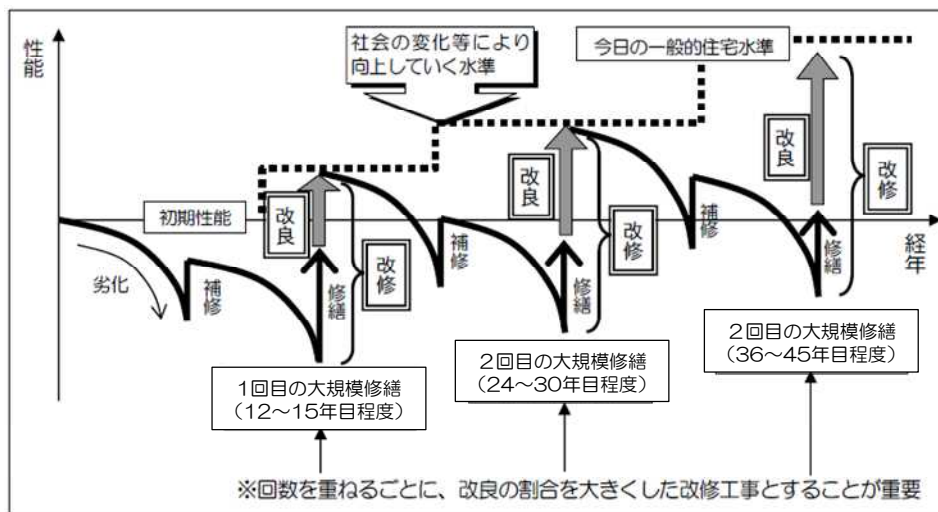 性能
社会の変化等により
向上していく水準
今日の一般的住宅水準
初期性能
劣化
補修
改良
修繕
改修
補修
改良
修繕
改修
補修
改良
修繕
改修
経年
1回目の大規模修繕
(12~15年目程度)
2回目の大規模修繕
(24~30年目程度)
2回目の大規模修繕
(36~45年目程度)
※回数を重ねるごとに、改良の割合を大きくした改修工事とすることが重要